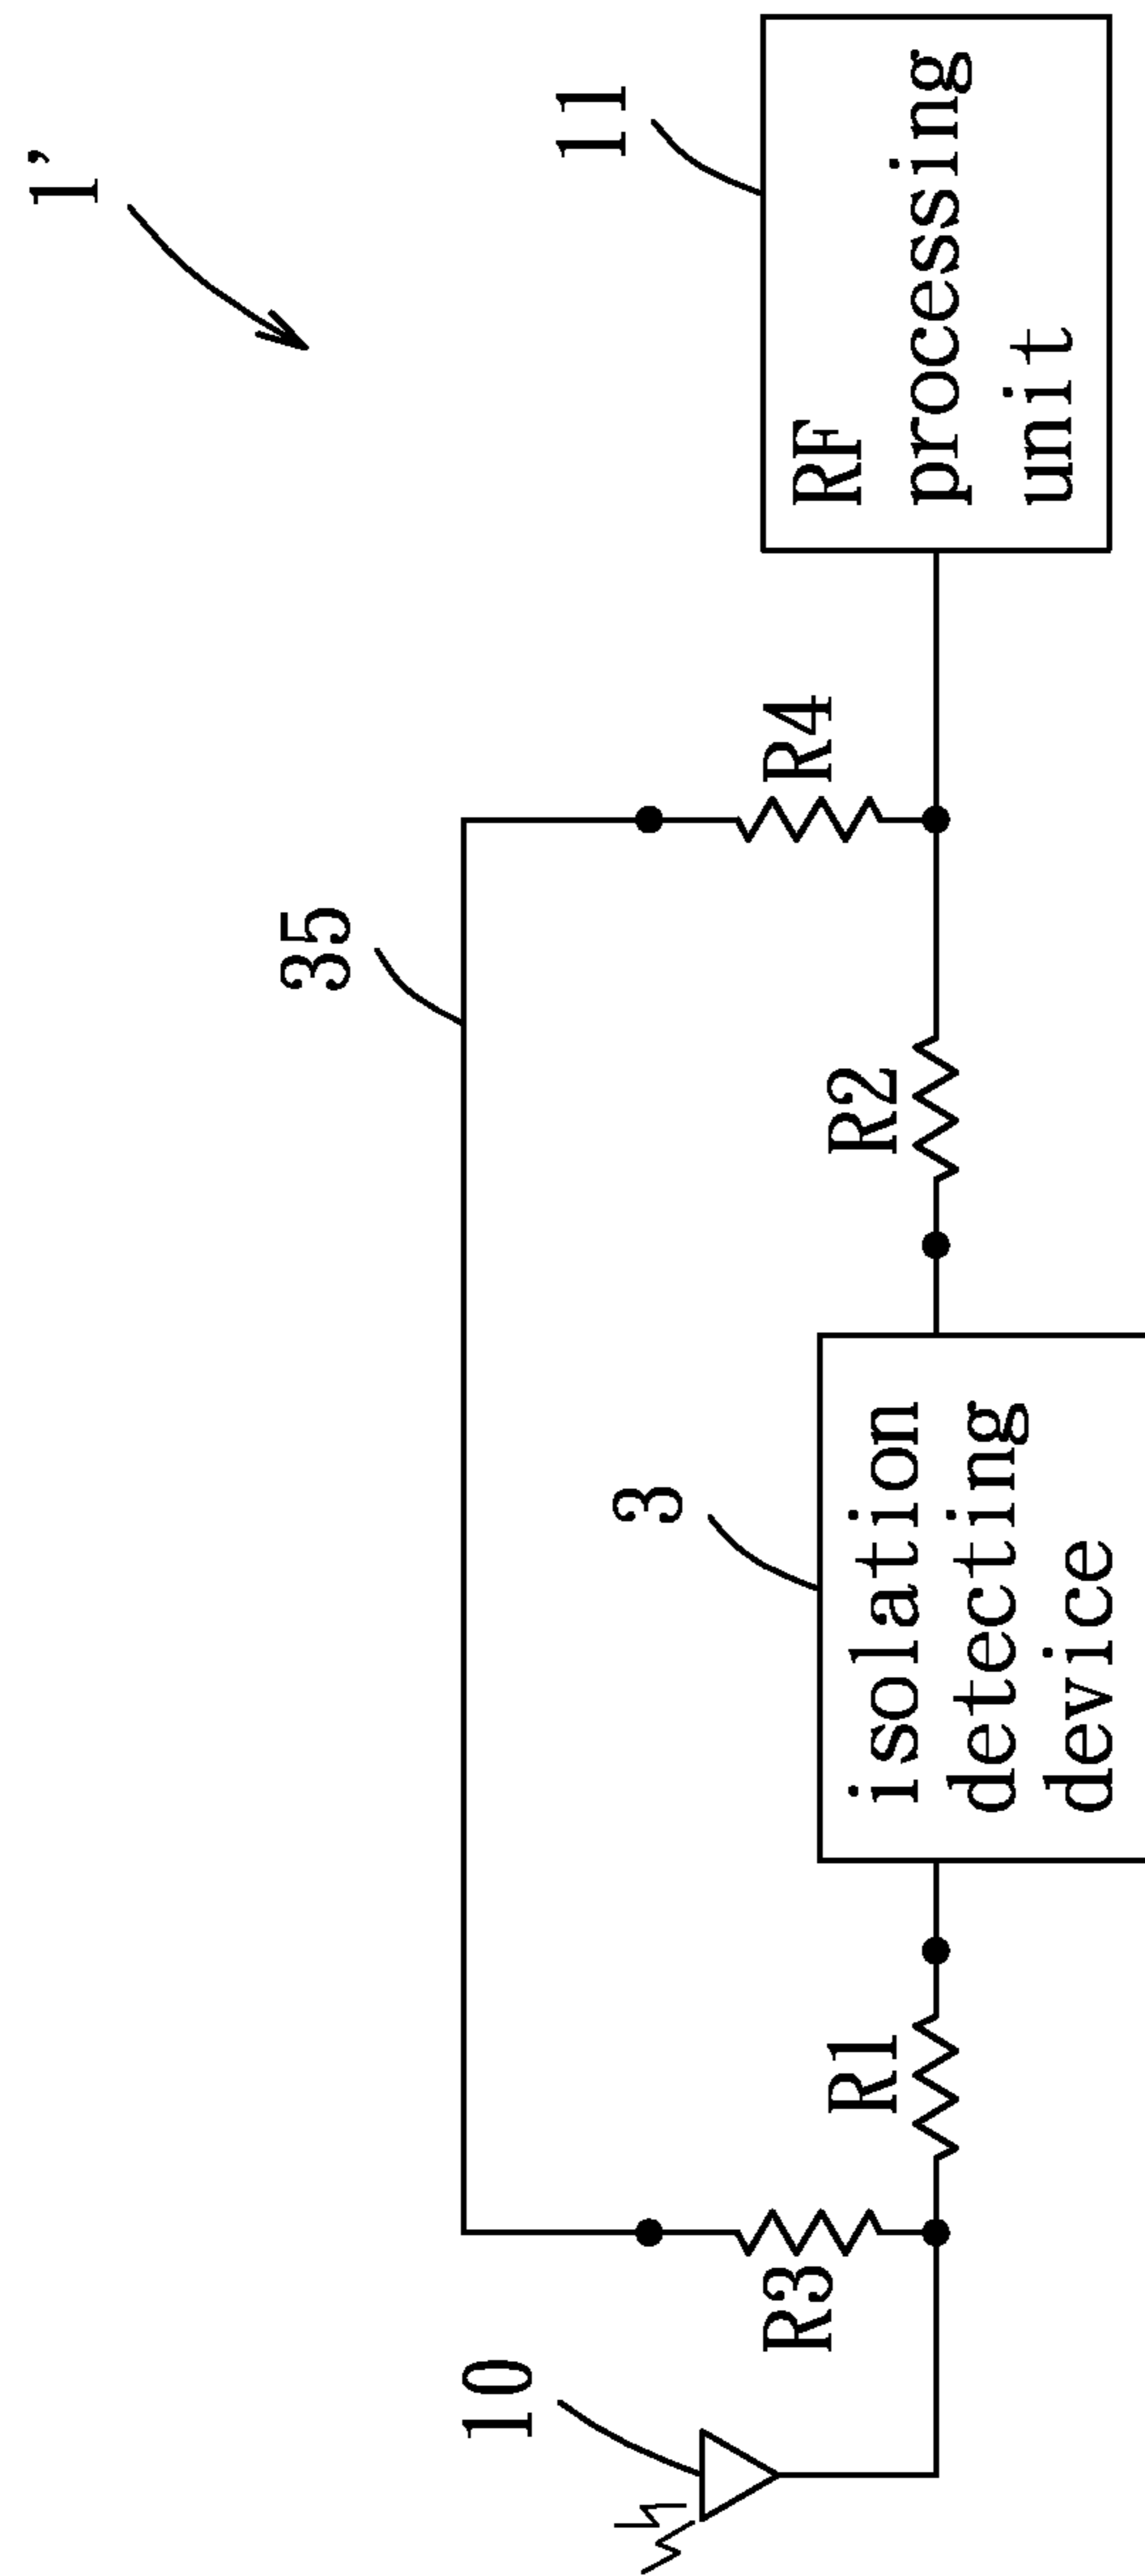 1’
11
RF
processing
unit
35
R4
R2
3
isolation
detecting
device
R1
R3
10